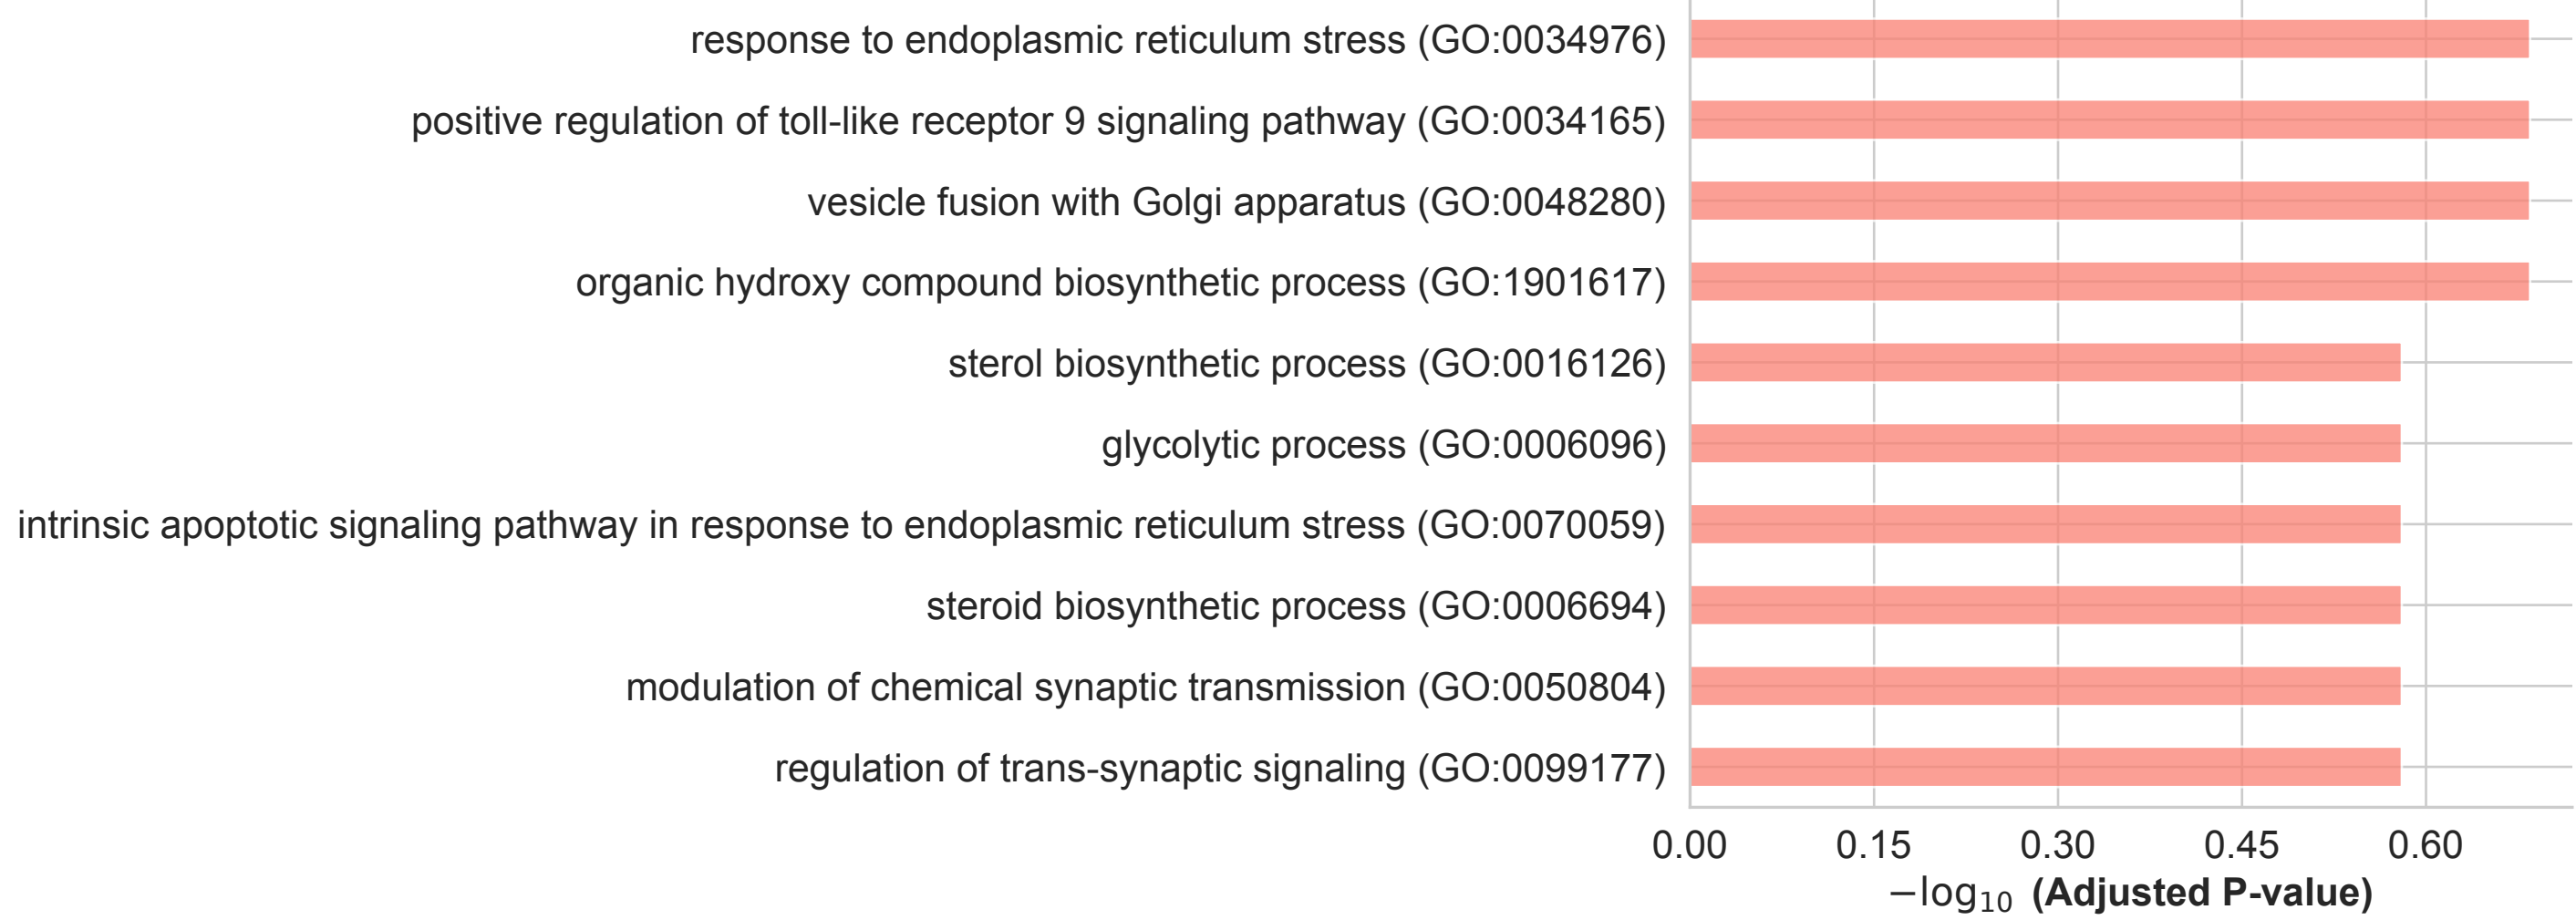 response to endoplasmic reticulum stress (GO:0034976)
positive regulation of toll-like receptor 9 signaling pathway (GO:0034165)
vesicle fusion with Golgi apparatus (GO:0048280)
organic hydroxy compound biosynthetic process (GO:1901617)
sterol biosynthetic process (GO:0016126)
glycolytic process (GO:0006096)
intrinsic apoptotic signaling pathway in response to endoplasmic reticulum stress (GO:0070059)
steroid biosynthetic process (GO:0006694)
modulation of chemical synaptic transmission (GO:0050804)
regulation of trans-synaptic signaling (GO:0099177)
0.00 0.15 0.30 0.45 0.60
−log₁₀ (Adjusted P-value)